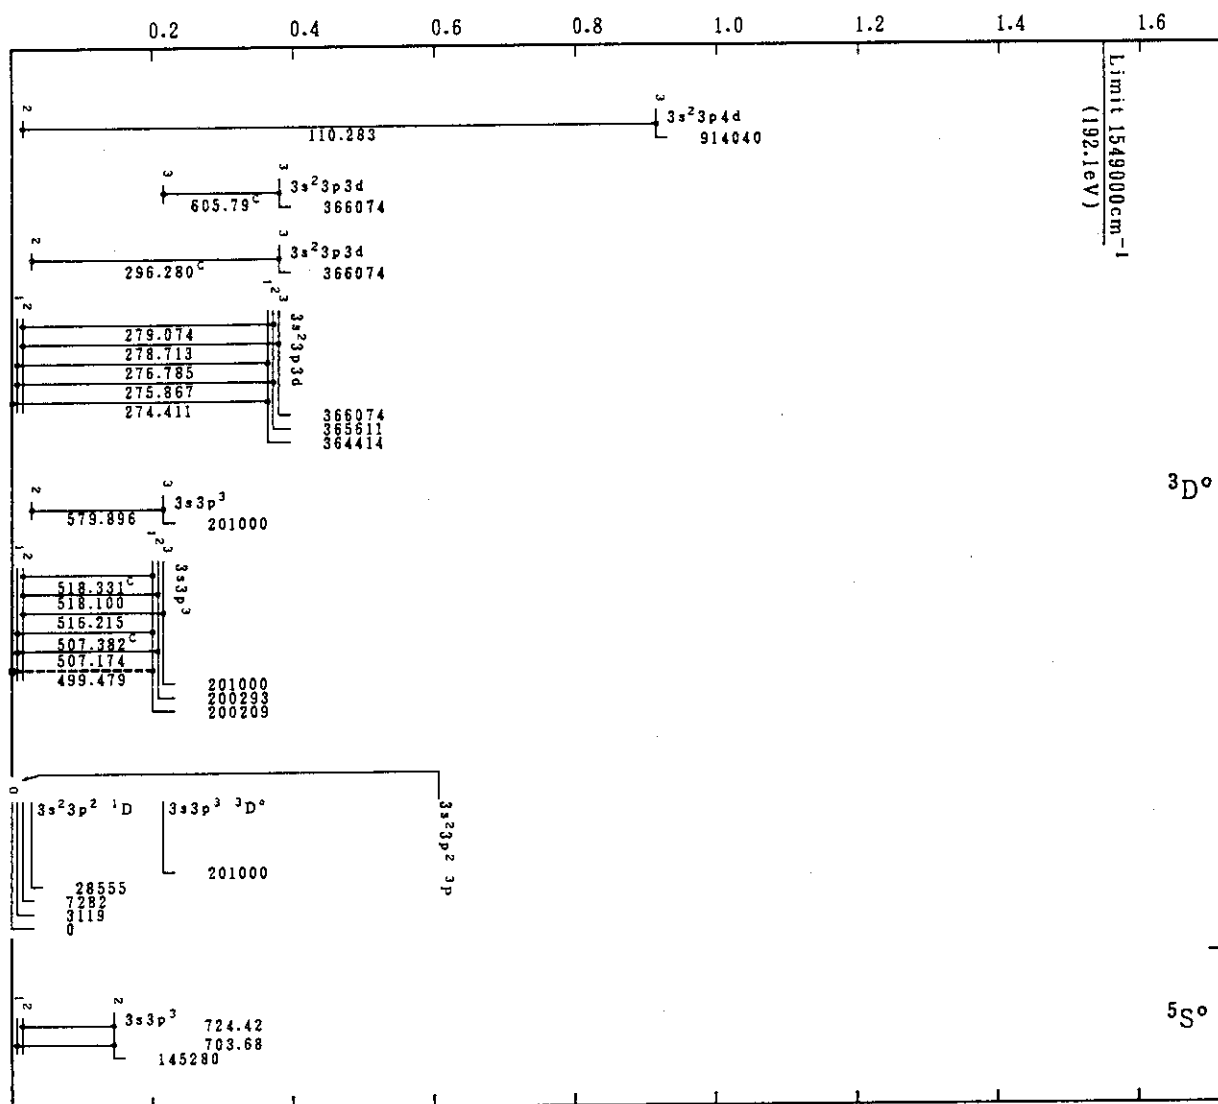 0.2 0.4 0.6 0.8 1.0 1.2 1.4 1.6
Limit 1549000cm⁻¹
(192.1eV)
2 3 3s²3p4d
110.283 914040
3 3 3s²3p3d
605.79ᶜ 366074
2 3 3s²3p3d
296.280ᶜ 366074
1 2 1 2 3
3s²3p3d
279.074
278.713
276.785
275.867
274.411
366074
365611
364414
³D°
2 3 3s3p³
579.896 201000
1 2 1 2 3
3s3p³
518.331ᶜ
518.100
516.215
507.382ᶜ
507.174
499.479
201000
200293
200209
0
3s²3p² ¹D 3s3p³ ³D° 3s²3p² ³p
201000
28555
7282
3119
0
⁵S°
1 2 2 3s3p³ 724.42
703.68
145280